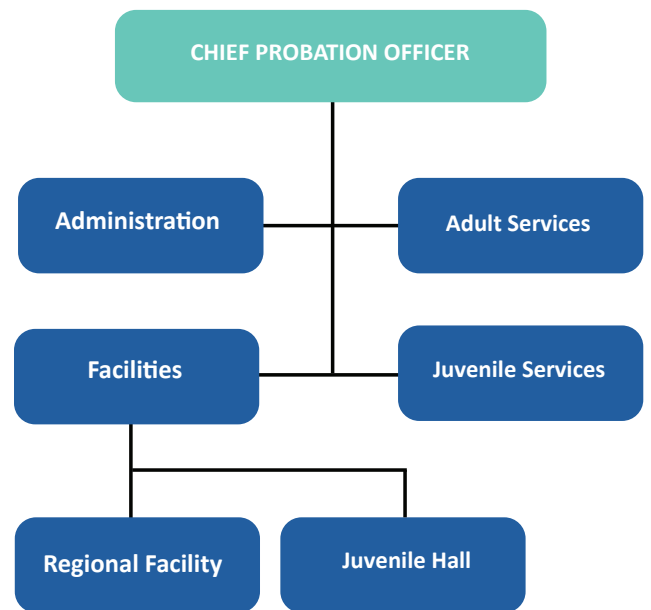 CHIEF PROBATION OFFICER
Administration
Adult Services
Facilities
Juvenile Services
Regional Facility
Juvenile Hall